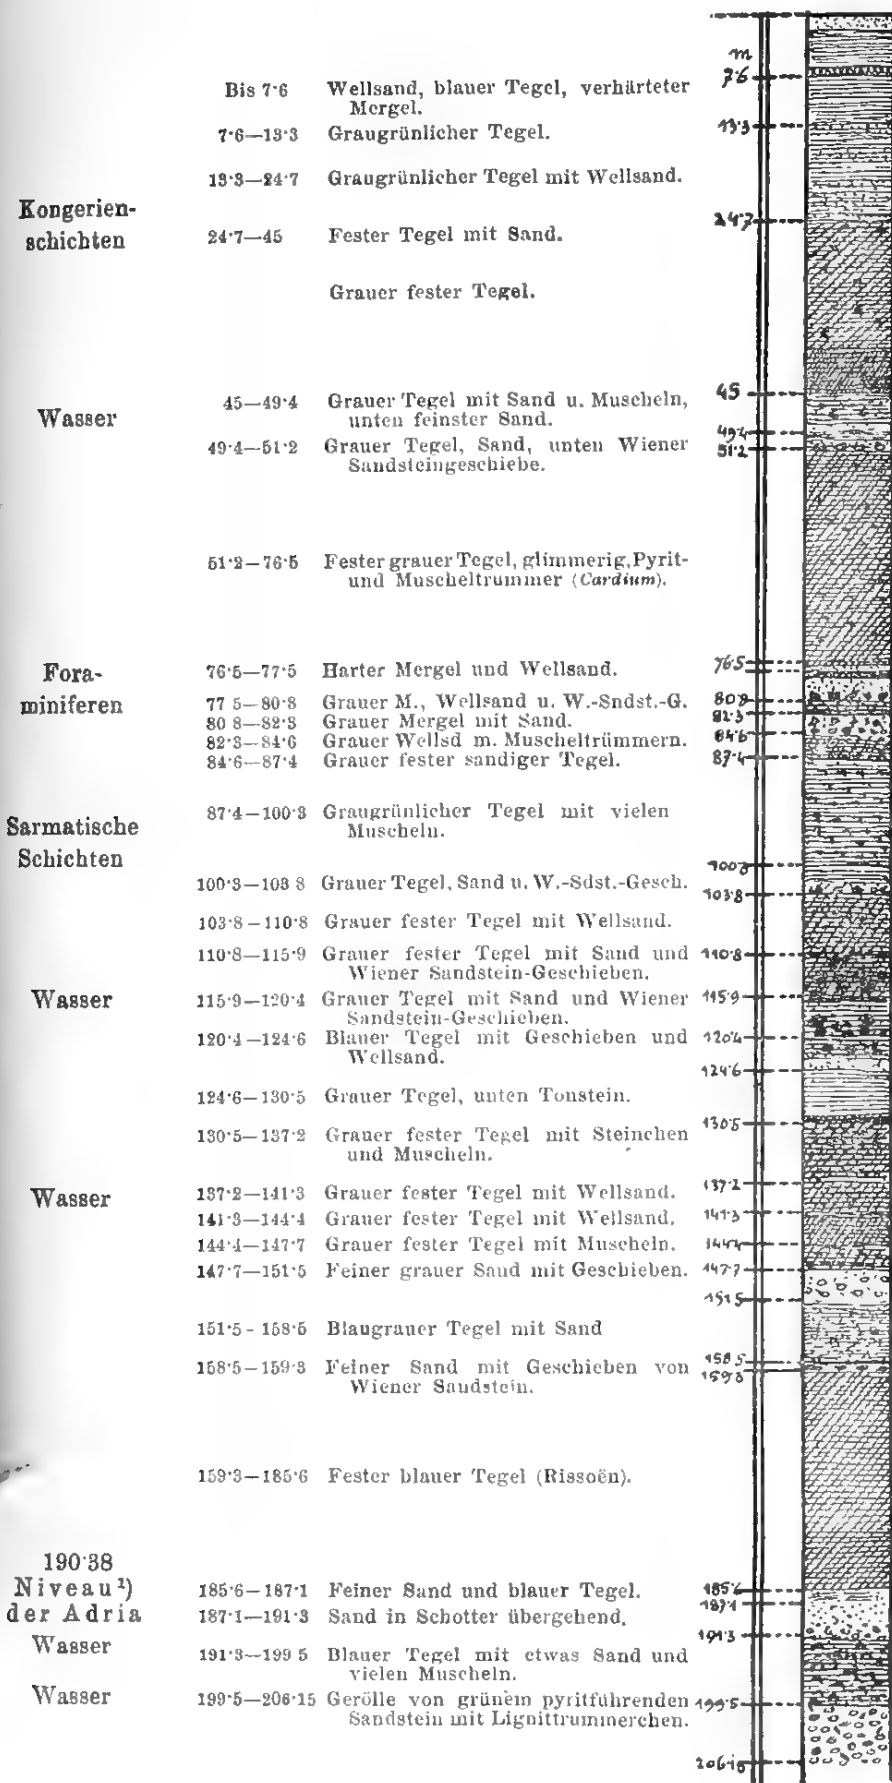 m
Bis 7·6 Wellsand, blauer Tegel, verhärteter 7·6
Mergel.
7·6—13·3 Graugrünlicher Tegel. 13·3
13·3—24·7 Graugrünlicher Tegel mit Wellsand.
Kongerien-
schichten
24·7—45 Fester Tegel mit Sand. 24·7
Grauer fester Tegel.
Wasser
45—49·4 Grauer Tegel mit Sand u. Muscheln, 45
unten feinster Sand. 49·4
49·4—51·2 Grauer Tegel, Sand, unten Wiener 51·2
Sandsteingeschiebe.
51·2—76·5 Fester grauer Tegel, glimmerig, Pyrit-
und Muscheltrummer (Cardium).
Fora-
miniferen
76·5—77·5 Harter Mergel und Wellsand. 76·5
77 5—80·8 Grauer M., Wellsand u. W.-Sndst.-G. 80·8
80 8—82·3 Grauer Mergel mit Sand. 82·3
82·3—84·6 Grauer Wellsd m. Muscheltrümmern. 84·6
84·6—87·4 Grauer fester sandiger Tegel. 87·4
Sarmatische
Schichten
87·4—100·3 Graugrünlicher Tegel mit vielen
Muscheln.
100·3—103 8 Grauer Tegel, Sand u. W.-Sdst.-Gesch. 100·3
103·8
103·8—110·8 Grauer fester Tegel mit Wellsand.
110·8—115·9 Grauer fester Tegel mit Sand und 110·8
Wiener Sandstein-Geschieben.
Wasser 115·9—120·4 Grauer Tegel mit Sand und Wiener 115·9
Sandstein-Geschieben.
120·4—124·6 Blauer Tegel mit Geschieben und 120·4
Wellsand. 124·6
124·6—130·5 Grauer Tegel, unten Tonstein.
130·5—137·2 Grauer fester Tegel mit Steinchen 130·5
und Muscheln.
Wasser 137·2—141·3 Grauer fester Tegel mit Wellsand. 137·2
141·3—144·4 Grauer fester Tegel mit Wellsand. 141·3
144·4—147·7 Grauer fester Tegel mit Muscheln. 144·4
147·7—151·5 Feiner grauer Sand mit Geschieben. 147·7
151·5
151·5-158·5 Blaugrauer Tegel mit Sand
158·5—159·3 Feiner Sand mit Geschieben von 158·5
Wiener Sandstein. 159·3
159·3—185·6 Fester blauer Tegel (Rissoën).
190·38
Niveau²)
der Adria
185·6—187·1 Feiner Sand und blauer Tegel. 185·6
187·1—191·3 Sand in Schotter übergehend. 187·1
Wasser 191·3—199 5 Blauer Tegel mit etwas Sand und 191·3
vielen Muscheln.
Wasser 199·5—206·15 Gerölle von grünem pyritführenden 199·5
Sandstein mit Lignittrummerchen.
206·15